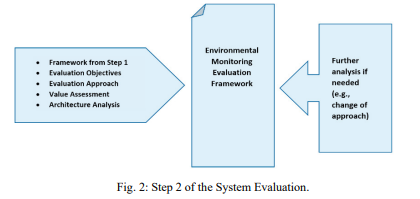 • Framework from Step 1
• Evaluation Objectives
• Evaluation Approach
• Value Assessment
• Architecture Analysis
Environmental
Monitoring
Evaluation
Framework
Further
analysis if
needed
(e.g.,
change of
approach)
Fig. 2: Step 2 of the System Evaluation.